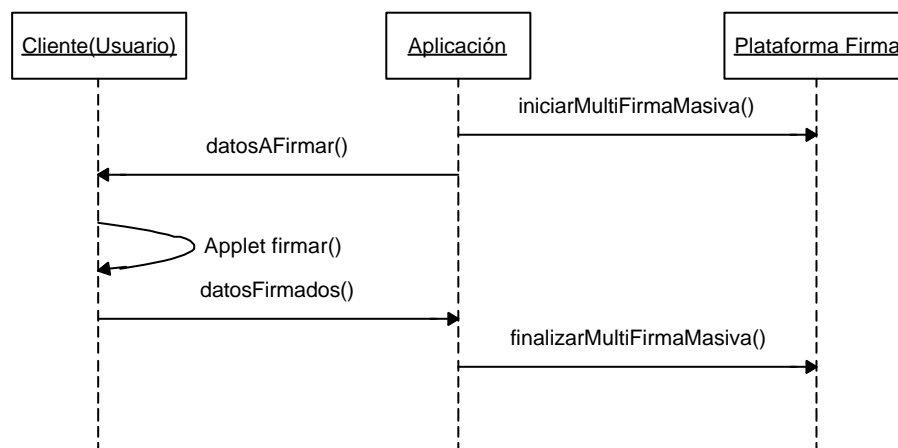 Cliente(Usuario)
Aplicación
Plataforma Firma
iniciarMultiFirmaMasiva()
datosAFirmar()
Applet firmar()
datosFirmados()
finalizarMultiFirmaMasiva()